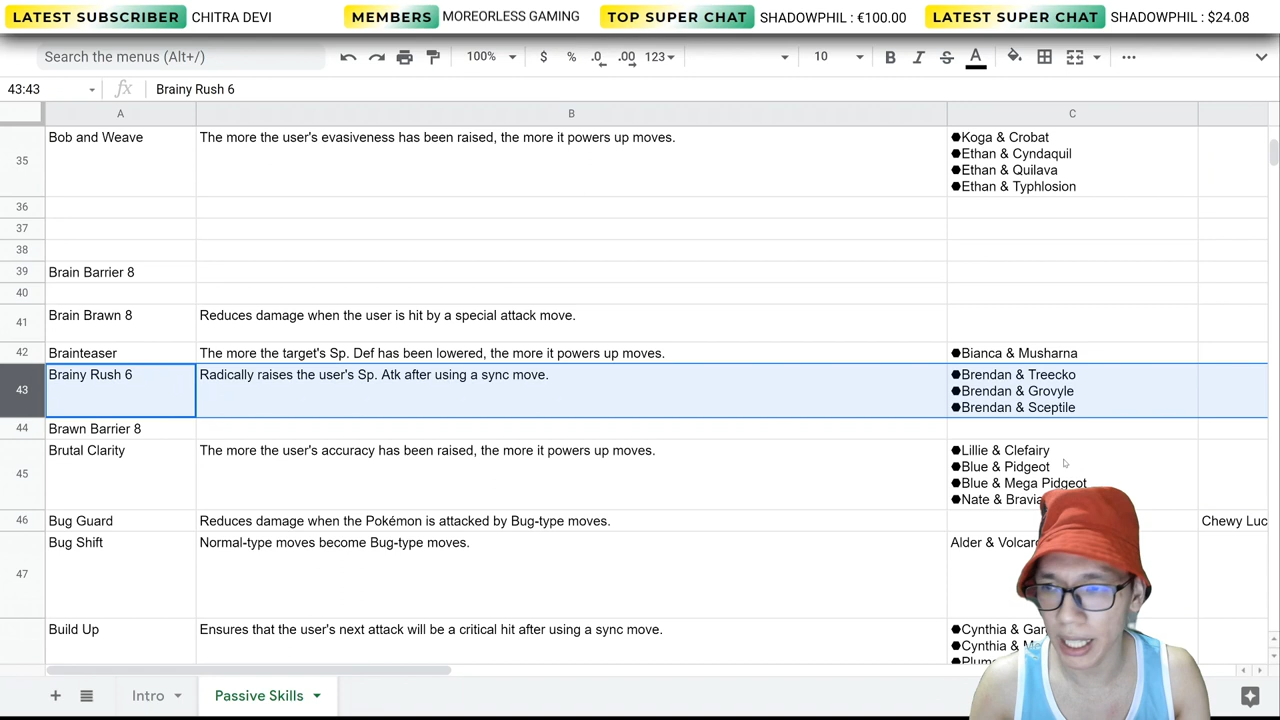 LATEST SUBSCRIBER CHITRA DEVI MEMBERS MOREORLESS GAMING TOP SUPER CHAT SHADOWPHIL : €100.00 LATEST SUPER CHAT SHADOWPHIL : $24.08
Search the menus (Alt+/) 100% $ % .0 .00 123 10 B I S A
43:43 fx Brainy Rush 6
A B C
35 Bob and Weave The more the user's evasiveness has been raised, the more it powers up moves. ●Koga & Crobat
●Ethan & Cyndaquil
●Ethan & Quilava
●Ethan & Typhlosion
36
37
38
39 Brain Barrier 8
40
41 Brain Brawn 8 Reduces damage when the user is hit by a special attack move.
42 Brainteaser The more the target's Sp. Def has been lowered, the more it powers up moves. ●Bianca & Musharna
43 Brainy Rush 6 Radically raises the user's Sp. Atk after using a sync move. ●Brendan & Treecko
●Brendan & Grovyle
●Brendan & Sceptile
44 Brawn Barrier 8
45 Brutal Clarity The more the user's accuracy has been raised, the more it powers up moves. ●Lillie & Clefairy
●Blue & Pidgeot
●Blue & Mega Pidgeot
●Nate &
46 Bug Guard Reduces damage when the Pokémon is attacked by Bug-type moves. Chewy Luc
47 Bug Shift Normal-type moves become Bug-type moves. Alder &
Build Up Ensures that the user's next attack will be a critical hit after using a sync move. ●Cynthia &
●Cynthia &
Intro Passive Skills